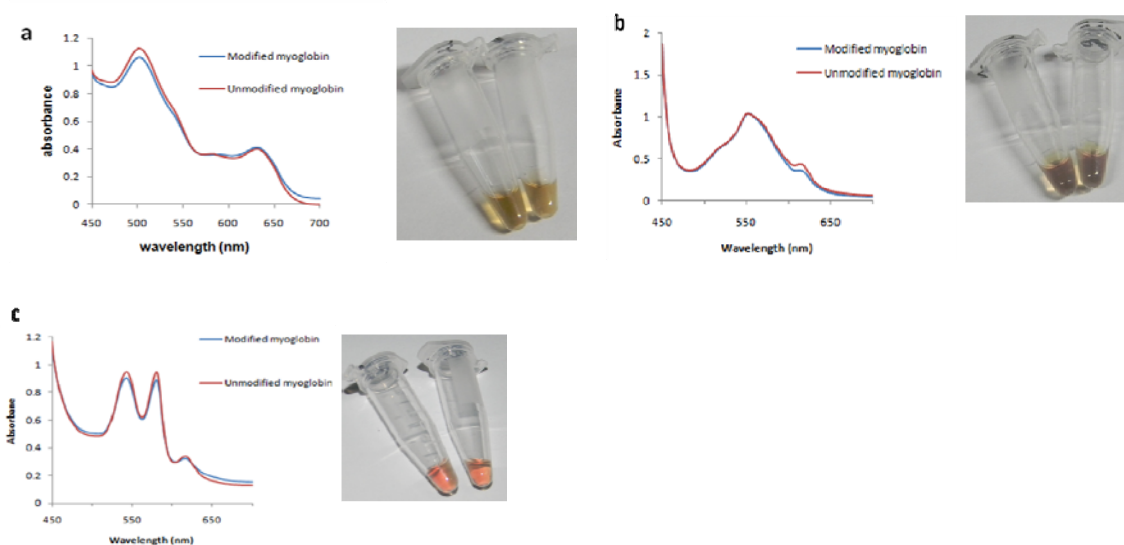 a
1.2
1
0.8
0.6
0.4
0.2
0
absorbance
450 500 550 600 650 700
wavelength (nm)
Modified myoglobin
Unmodified myoglobin
b
2
1.5
1
0.5
0
Absorbane
450 550 650
Wavelength (nm)
Modified myoglobin
Unmodified myoglobin
c
1.2
1
0.8
0.6
0.4
0.2
0
Absorbane
450 550 650
Wavelength (nm)
Modified myoglobin
Unmodified myoglobin